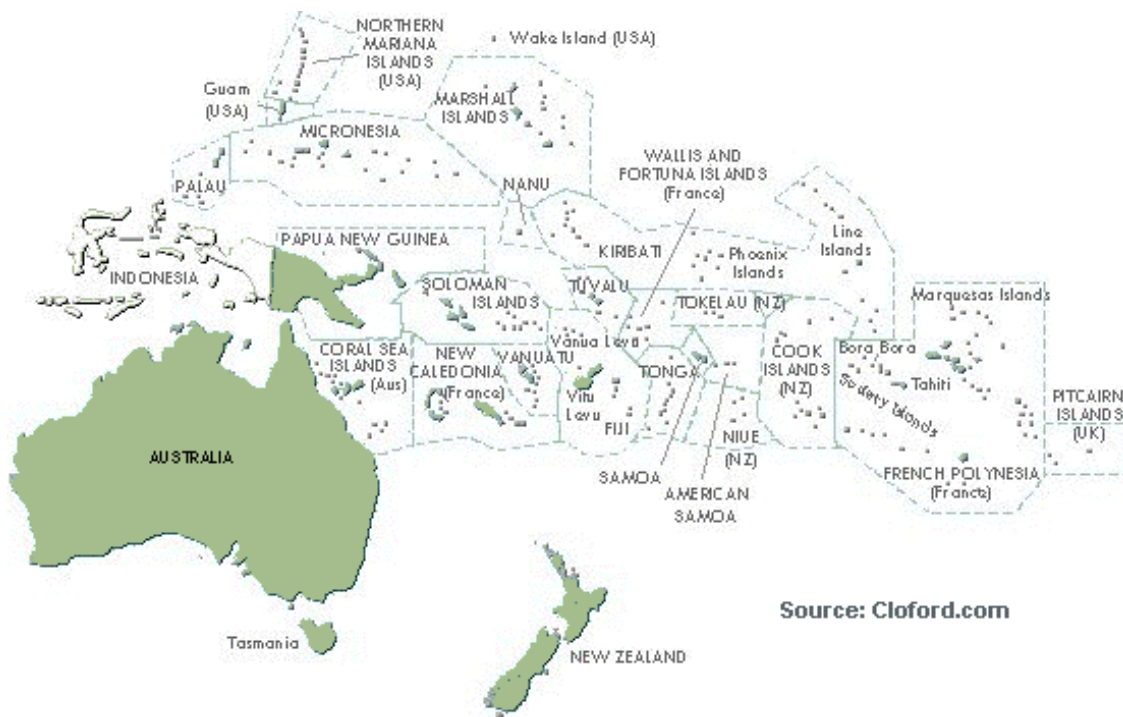 NORTHERN
MARIANA
ISLANDS
(USA)
Wake Island (USA)
Guam
(USA)
MARSHALL
ISLANDS
MICRONESIA
WALLIS AND
FORTUNA ISLANDS
(France)
PALAU
NANU
Line
Islands
PAPUA NEW GUINEA
KIRIBATI
Phoenix
Islands
INDONESIA
SOLOMAN
ISLANDS
TUVALU
TOKELAU (NZ)
Marquesas Islands
CORAL SEA
ISLANDS
(Aus)
NEW
CALEDONIA
(France)
VANUATU
Vanua Levu
Vitu
Levu
FIJI
TONGA
COOK
ISLANDS
(NZ)
Bora Bora
Tahiti
Sudety Islands
PITCAIRN
ISLANDS
(UK)
AUSTRALIA
NIUE
(NZ)
SAMOA
AMERICAN
SAMOA
FRENCH POLYNESIA
(Francte)
Source: Cloford.com
Tasmania
NEW ZEALAND